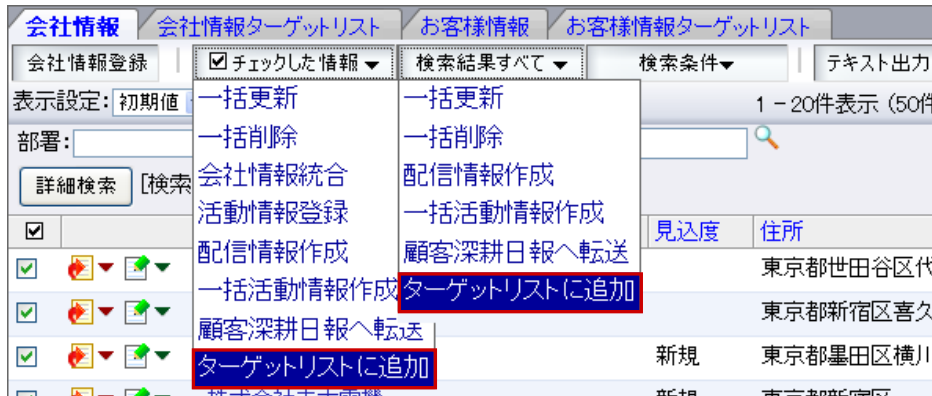 会社情報 会社情報ターゲットリスト お客様情報 お客様情報ターゲットリスト
会社情報登録 チェックした情報▼ 検索結果すべて▼ 検索条件▼ テキスト出力
表示設定: 初期値 1-20件表示 (50件
部署:
詳細検索 [検索
一括更新
一括削除
会社情報統合
活動情報登録
配信情報作成
一括活動情報作成
顧客深耕日報へ転送
ターゲットリストに追加
一括更新
一括削除
配信情報作成
一括活動情報作成
顧客深耕日報へ転送
ターゲットリストに追加
見込度 住所
東京都世田谷区代
東京都新宿区喜久
新規 東京都墨田区横川